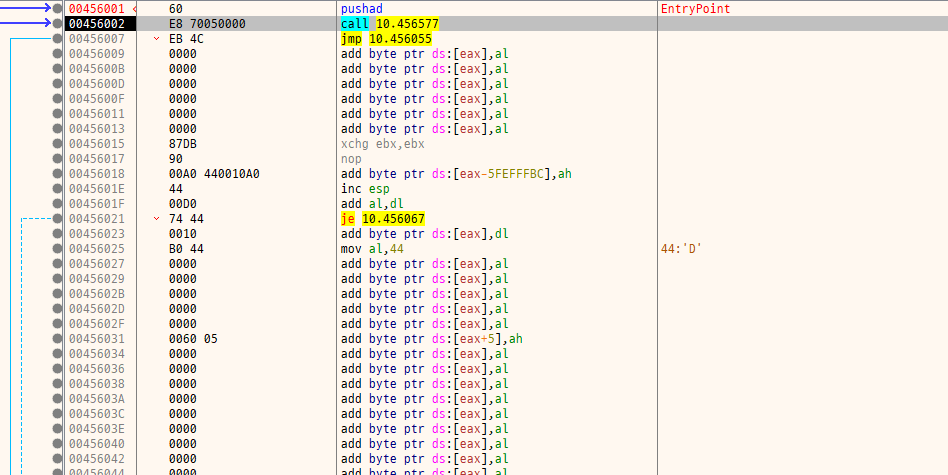 00456001 60 pushad EntryPoint
00456002 E8 70050000 call 10.456577
00456007 EB 4C jmp 10.456055
00456009 0000 add byte ptr ds:[eax],al
0045600B 0000 add byte ptr ds:[eax],al
0045600D 0000 add byte ptr ds:[eax],al
0045600F 0000 add byte ptr ds:[eax],al
00456011 0000 add byte ptr ds:[eax],al
00456013 0000 add byte ptr ds:[eax],al
00456015 87DB xchg ebx,ebx
00456017 90 nop
00456018 00A0 440010A0 add byte ptr ds:[eax-5FEFFFBC],ah
0045601E 44 inc esp
0045601F 00D0 add al,dl
00456021 74 44 je 10.456067
00456023 0010 add byte ptr ds:[eax],dl
00456025 B0 44 mov al,44 44:'D'
00456027 0000 add byte ptr ds:[eax],al
00456029 0000 add byte ptr ds:[eax],al
0045602B 0000 add byte ptr ds:[eax],al
0045602D 0000 add byte ptr ds:[eax],al
0045602F 0000 add byte ptr ds:[eax],al
00456031 0060 05 add byte ptr ds:[eax+5],ah
00456034 0000 add byte ptr ds:[eax],al
00456036 0000 add byte ptr ds:[eax],al
00456038 0000 add byte ptr ds:[eax],al
0045603A 0000 add byte ptr ds:[eax],al
0045603C 0000 add byte ptr ds:[eax],al
0045603E 0000 add byte ptr ds:[eax],al
00456040 0000 add byte ptr ds:[eax],al
00456042 0000 add byte ptr ds:[eax],al
00456044 0000 add byte ptr ds:[eax],al